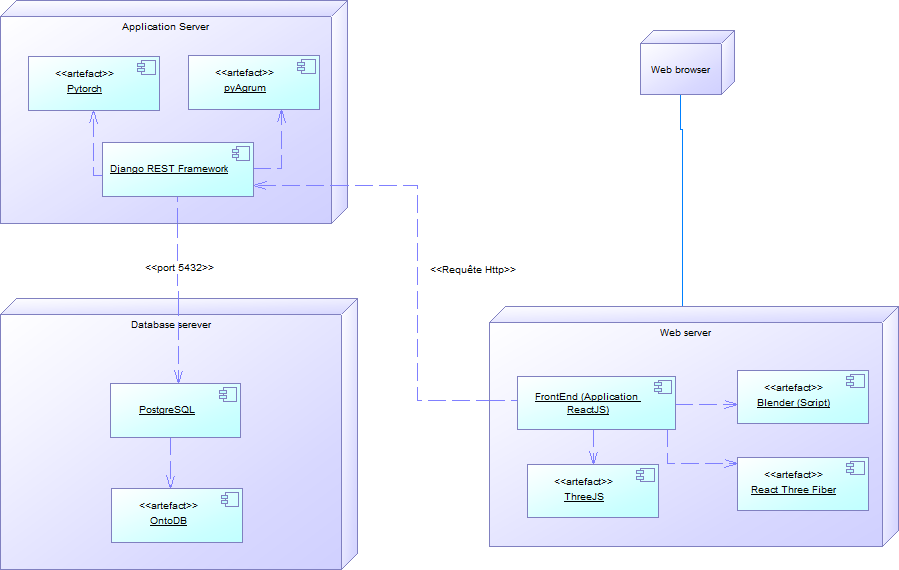 Application Server
<<artefact>>
Pytorch
<<artefact>>
pyAgrum
Django REST Framework
Web browser
<<port 5432>>
<<Requête Http>>
Database serever
PostgreSQL
<<artefact>>
OntoDB
Web server
FrontEnd (Application
ReactJS)
<<artefact>>
Blender (Script)
<<artefact>>
ThreeJS
<<artefact>>
React Three Fiber